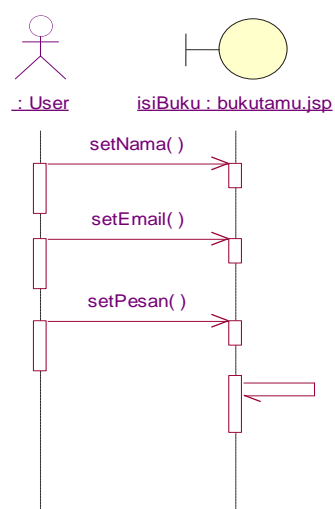 : User
isiBuku : bukutamu.jsp
setNama( )
setEmail( )
setPesan( )